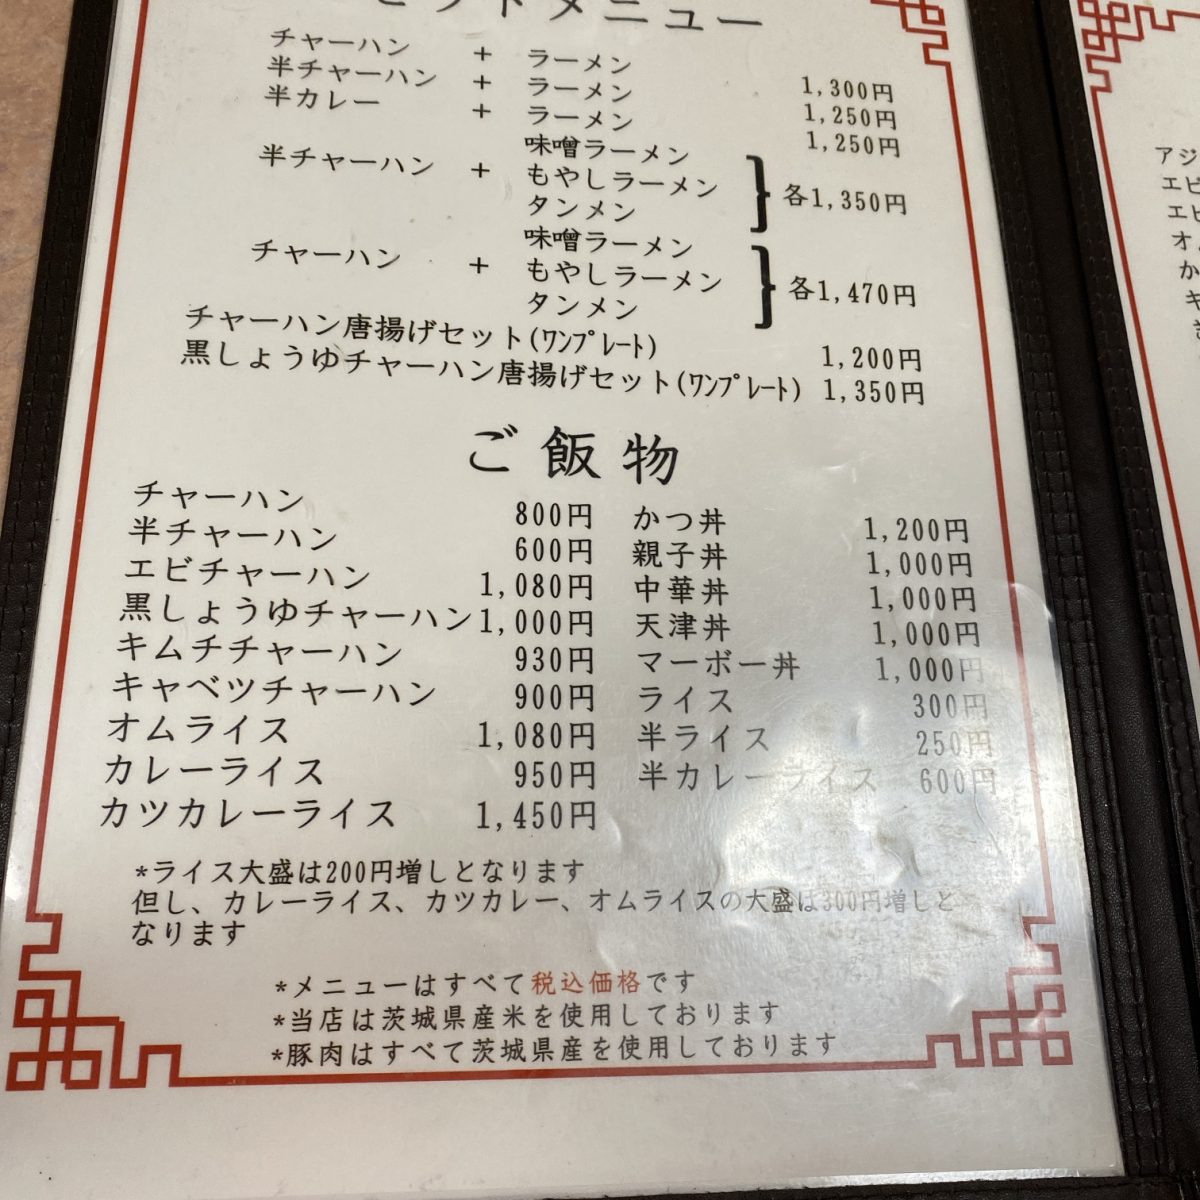 セットメニュー
チャーハン + ラーメン 1,300円
半チャーハン + ラーメン 1,250円
半カレー + ラーメン 1,250円
味噌ラーメン
半チャーハン + もやしラーメン } 各1,350円
タンメン
味噌ラーメン
チャーハン + もやしラーメン } 各1,470円
タンメン
チャーハン唐揚げセット(ﾜﾝﾌﾟﾚｰﾄ) 1,200円
黒しょうゆチャーハン唐揚げセット(ﾜﾝﾌﾟﾚｰﾄ) 1,350円
ご飯物
チャーハン 800円
半チャーハン 600円
エビチャーハン 1,080円
黒しょうゆチャーハン 1,000円
キムチチャーハン 930円
キャベツチャーハン 900円
オムライス 1,080円
カレーライス 950円
カツカレーライス 1,450円
かつ丼 1,200円
親子丼 1,000円
中華丼 1,000円
天津丼 1,000円
マーボー丼 1,000円
ライス 300円
半ライス 250円
半カレーライス 600円
*ライス大盛は200円増しとなります
但し、カレーライス、カツカレー、オムライスの大盛は300円増しと
なります
*メニューはすべて税込価格です
*当店は茨城県産米を使用しております
*豚肉はすべて茨城県産を使用しております
アジ
エビ
エビ
オム
か
キ